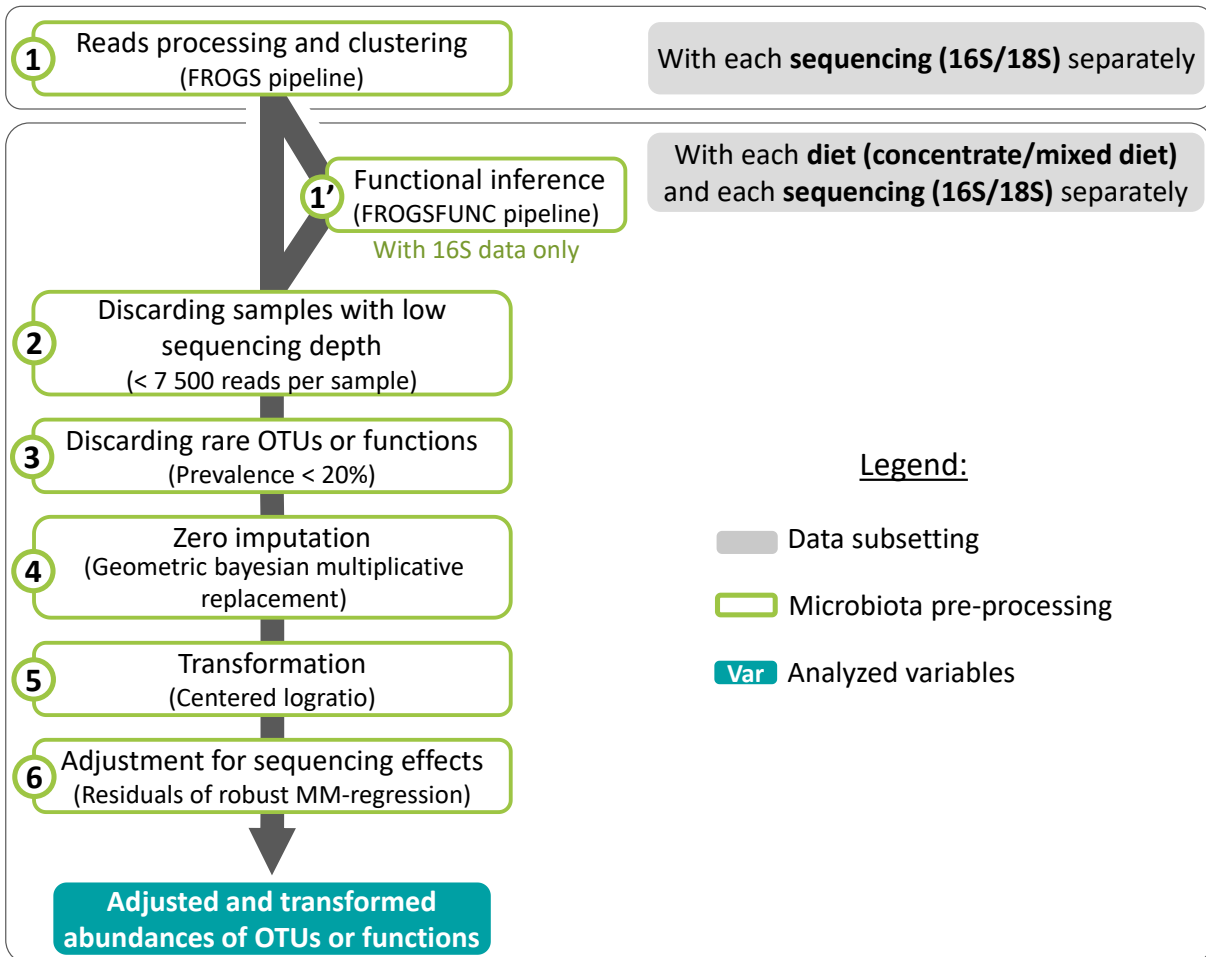 1
Reads processing and clustering
(FROGS pipeline)
With each sequencing (16S/18S) separately
With each diet (concentrate/mixed diet)
and each sequencing (16S/18S) separately
1’
Functional inference
(FROGSFUNC pipeline)
With 16S data only
2
Discarding samples with low
sequencing depth
(< 7 500 reads per sample)
3
Discarding rare OTUs or functions
(Prevalence < 20%)
4
Zero imputation
(Geometric bayesian multiplicative
replacement)
5
Transformation
(Centered logratio)
6
Adjustment for sequencing effects
(Residuals of robust MM-regression)
Adjusted and transformed
abundances of OTUs or functions
Legend:
Data subsetting
Microbiota pre-processing
Var Analyzed variables